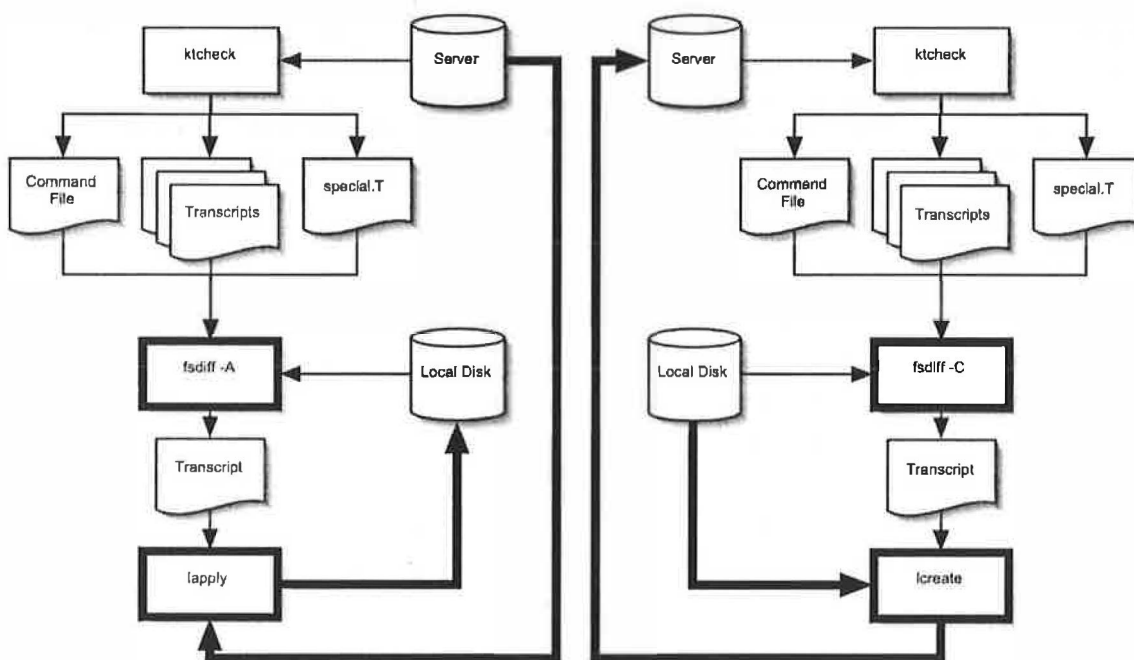 ktcheck
Server
Command
File
Transcripts
special.T
fsdiff -A
Local Disk
Transcript
lapply
Server
ktcheck
Command
File
Transcripts
special.T
Local Disk
fsdiff -C
Transcript
lcreate